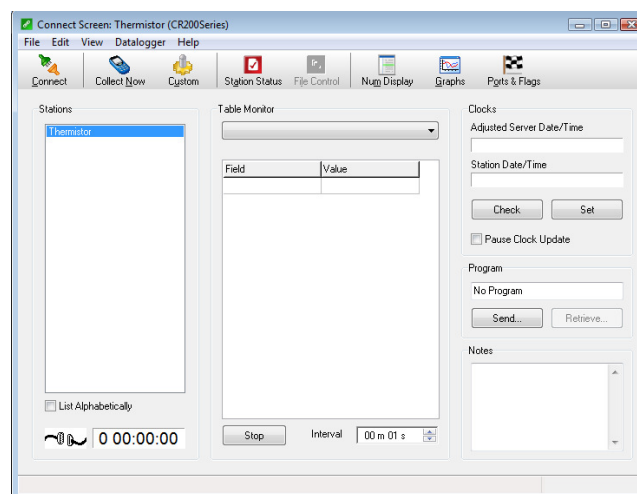 Connect Screen: Thermistor (CR200Series)
File Edit View Datalogger Help
Connect Collect Now Custom Station Status File Control Num Display Graphs Ports & Flags
Stations
Thermistor
List Alphabetically
0 00:00:00
Table Monitor
Field Value
Stop Interval 00 m 01 s
Clocks
Adjusted Server Date/Time
Station Date/Time
Check Set
Pause Clock Update
Program
No Program
Send... Retrieve...
Notes